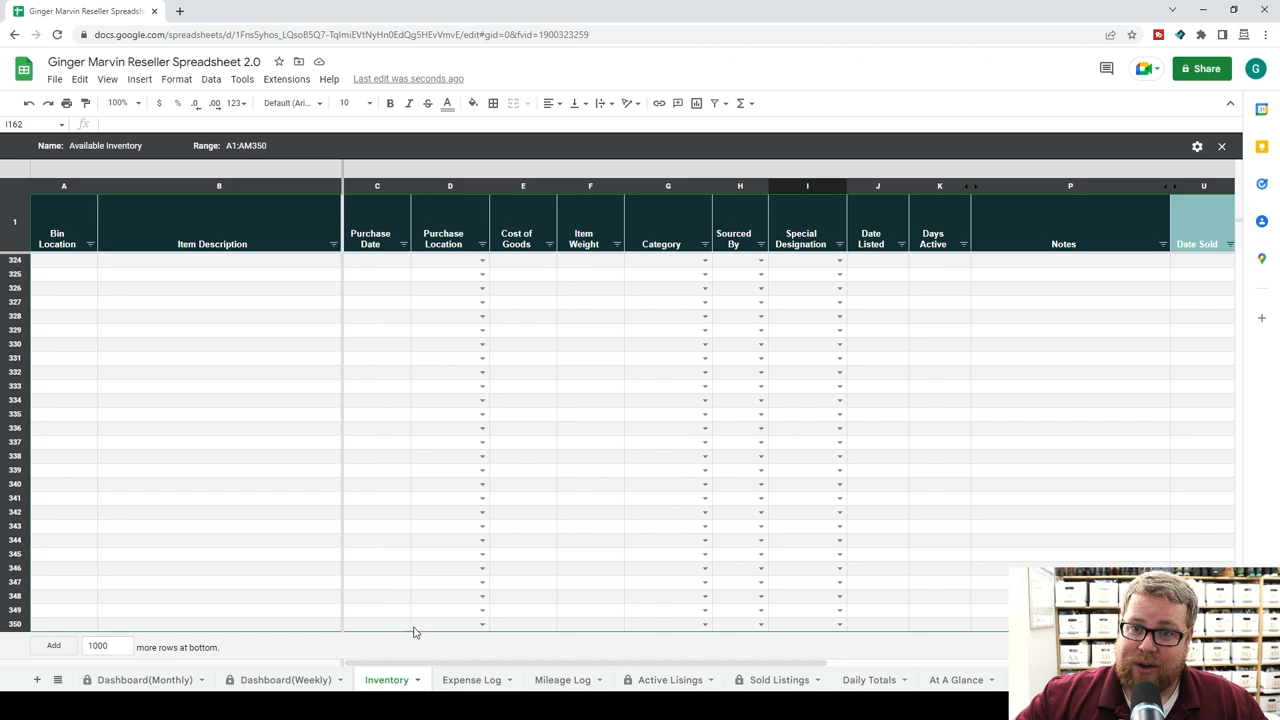 Ginger Marvin Reseller Spreadsh
docs.google.com/spreadsheets/d/1Fns5yhos_LQsoB5Q7-TqImiEVtNyHn0EdQg5HEvVmvE/edit#gid=0&fvid=1900323259
Ginger Marvin Reseller Spreadsheet 2.0
File Edit View Insert Format Data Tools Extensions Help Last edit was seconds ago
Share
G
100% $ % .0 .00 123 Default (Ari... 10 B I S A
I162 fx
Name: Available Inventory Range: A1:AM350
A B C D E F G H I J K P U
1 Bin Location Item Description Purchase Date Purchase Location Cost of Goods Item Weight Category Sourced By Special Designation Date Listed Days Active Notes Date Sold
324
325
326
327
328
329
330
331
332
333
334
335
336
337
338
339
340
341
342
343
344
345
346
347
348
349
350
Add 1000 more rows at bottom.
Dashboard(Monthly) Dashboard(Weekly) Inventory Expense Log Mileage Log Active Lisings Sold Listings Daily Totals At A Glance